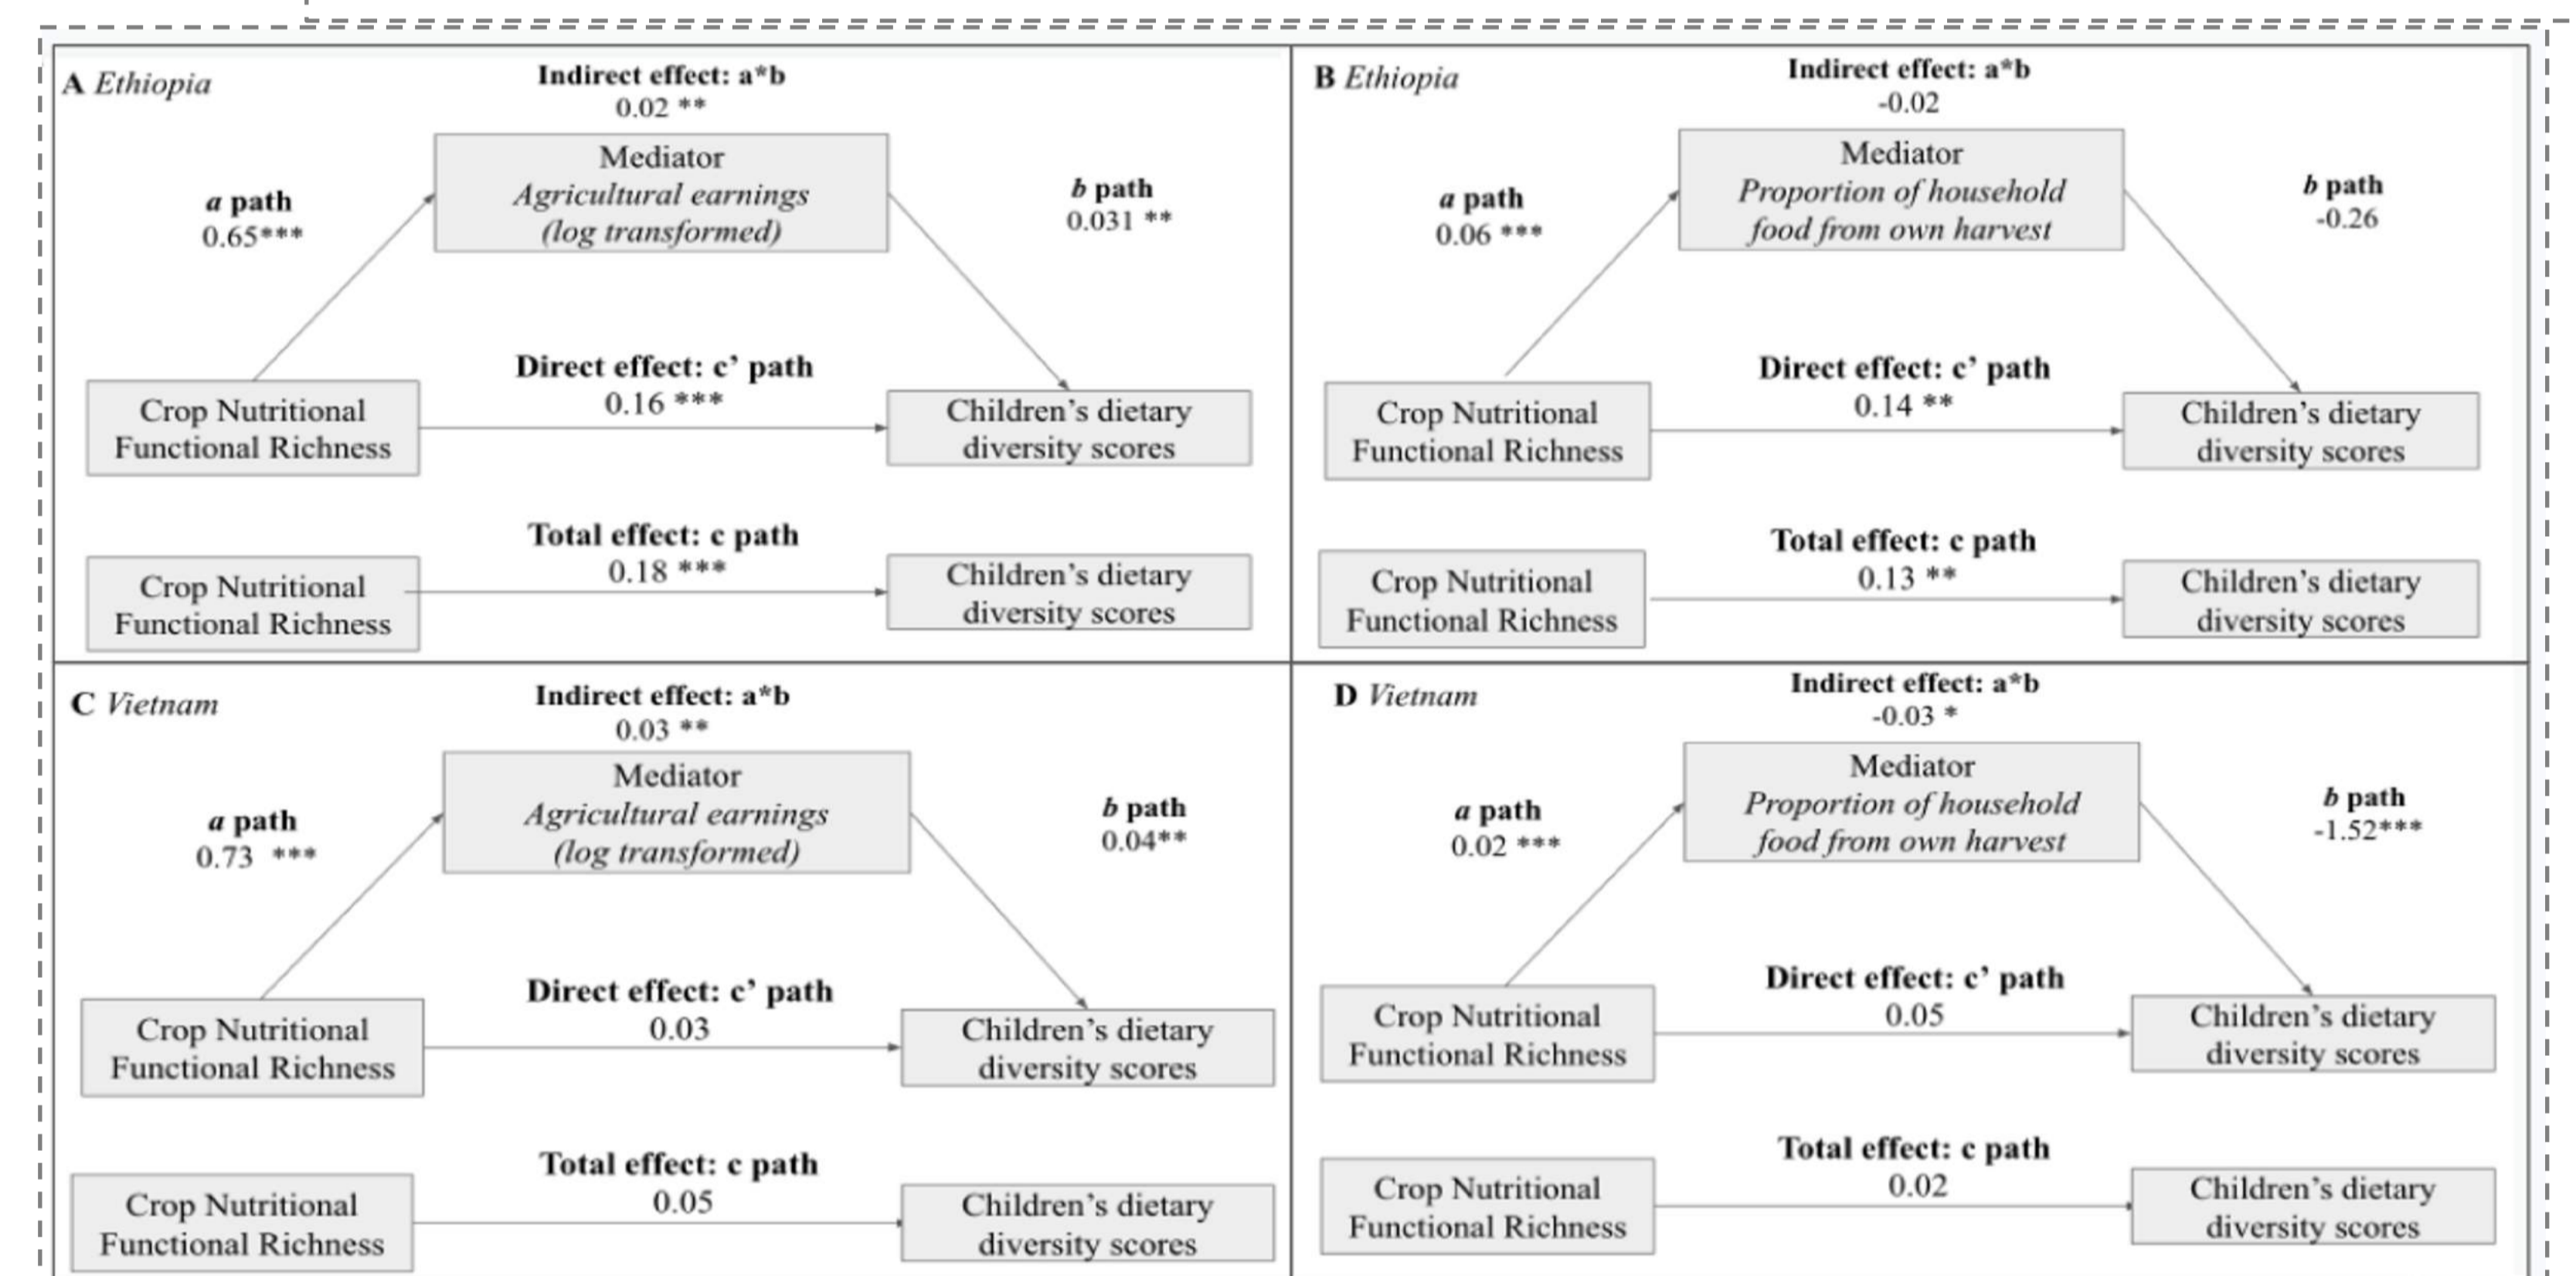 A Ethiopia
Indirect effect: a*b
0.02 **
Mediator
Agricultural earnings
(log transformed)
a path
0.65***
b path
0.031 **
Direct effect: c’ path
0.16 ***
Crop Nutritional
Functional Richness
Children’s dietary
diversity scores
Total effect: c path
0.18 ***
Crop Nutritional
Functional Richness
Children’s dietary
diversity scores
B Ethiopia
Indirect effect: a*b
-0.02
Mediator
Proportion of household
food from own harvest
a path
0.06 ***
b path
-0.26
Direct effect: c’ path
0.14 **
Crop Nutritional
Functional Richness
Children’s dietary
diversity scores
Total effect: c path
0.13 **
Crop Nutritional
Functional Richness
Children’s dietary
diversity scores
C Vietnam
Indirect effect: a*b
0.03 **
Mediator
Agricultural earnings
(log transformed)
a path
0.73 ***
b path
0.04**
Direct effect: c’ path
0.03
Crop Nutritional
Functional Richness
Children’s dietary
diversity scores
Total effect: c path
0.05
Crop Nutritional
Functional Richness
Children’s dietary
diversity scores
D Vietnam
Indirect effect: a*b
-0.03 *
Mediator
Proportion of household
food from own harvest
a path
0.02 ***
b path
-1.52***
Direct effect: c’ path
0.05
Crop Nutritional
Functional Richness
Children’s dietary
diversity scores
Total effect: c path
0.02
Crop Nutritional
Functional Richness
Children’s dietary
diversity scores